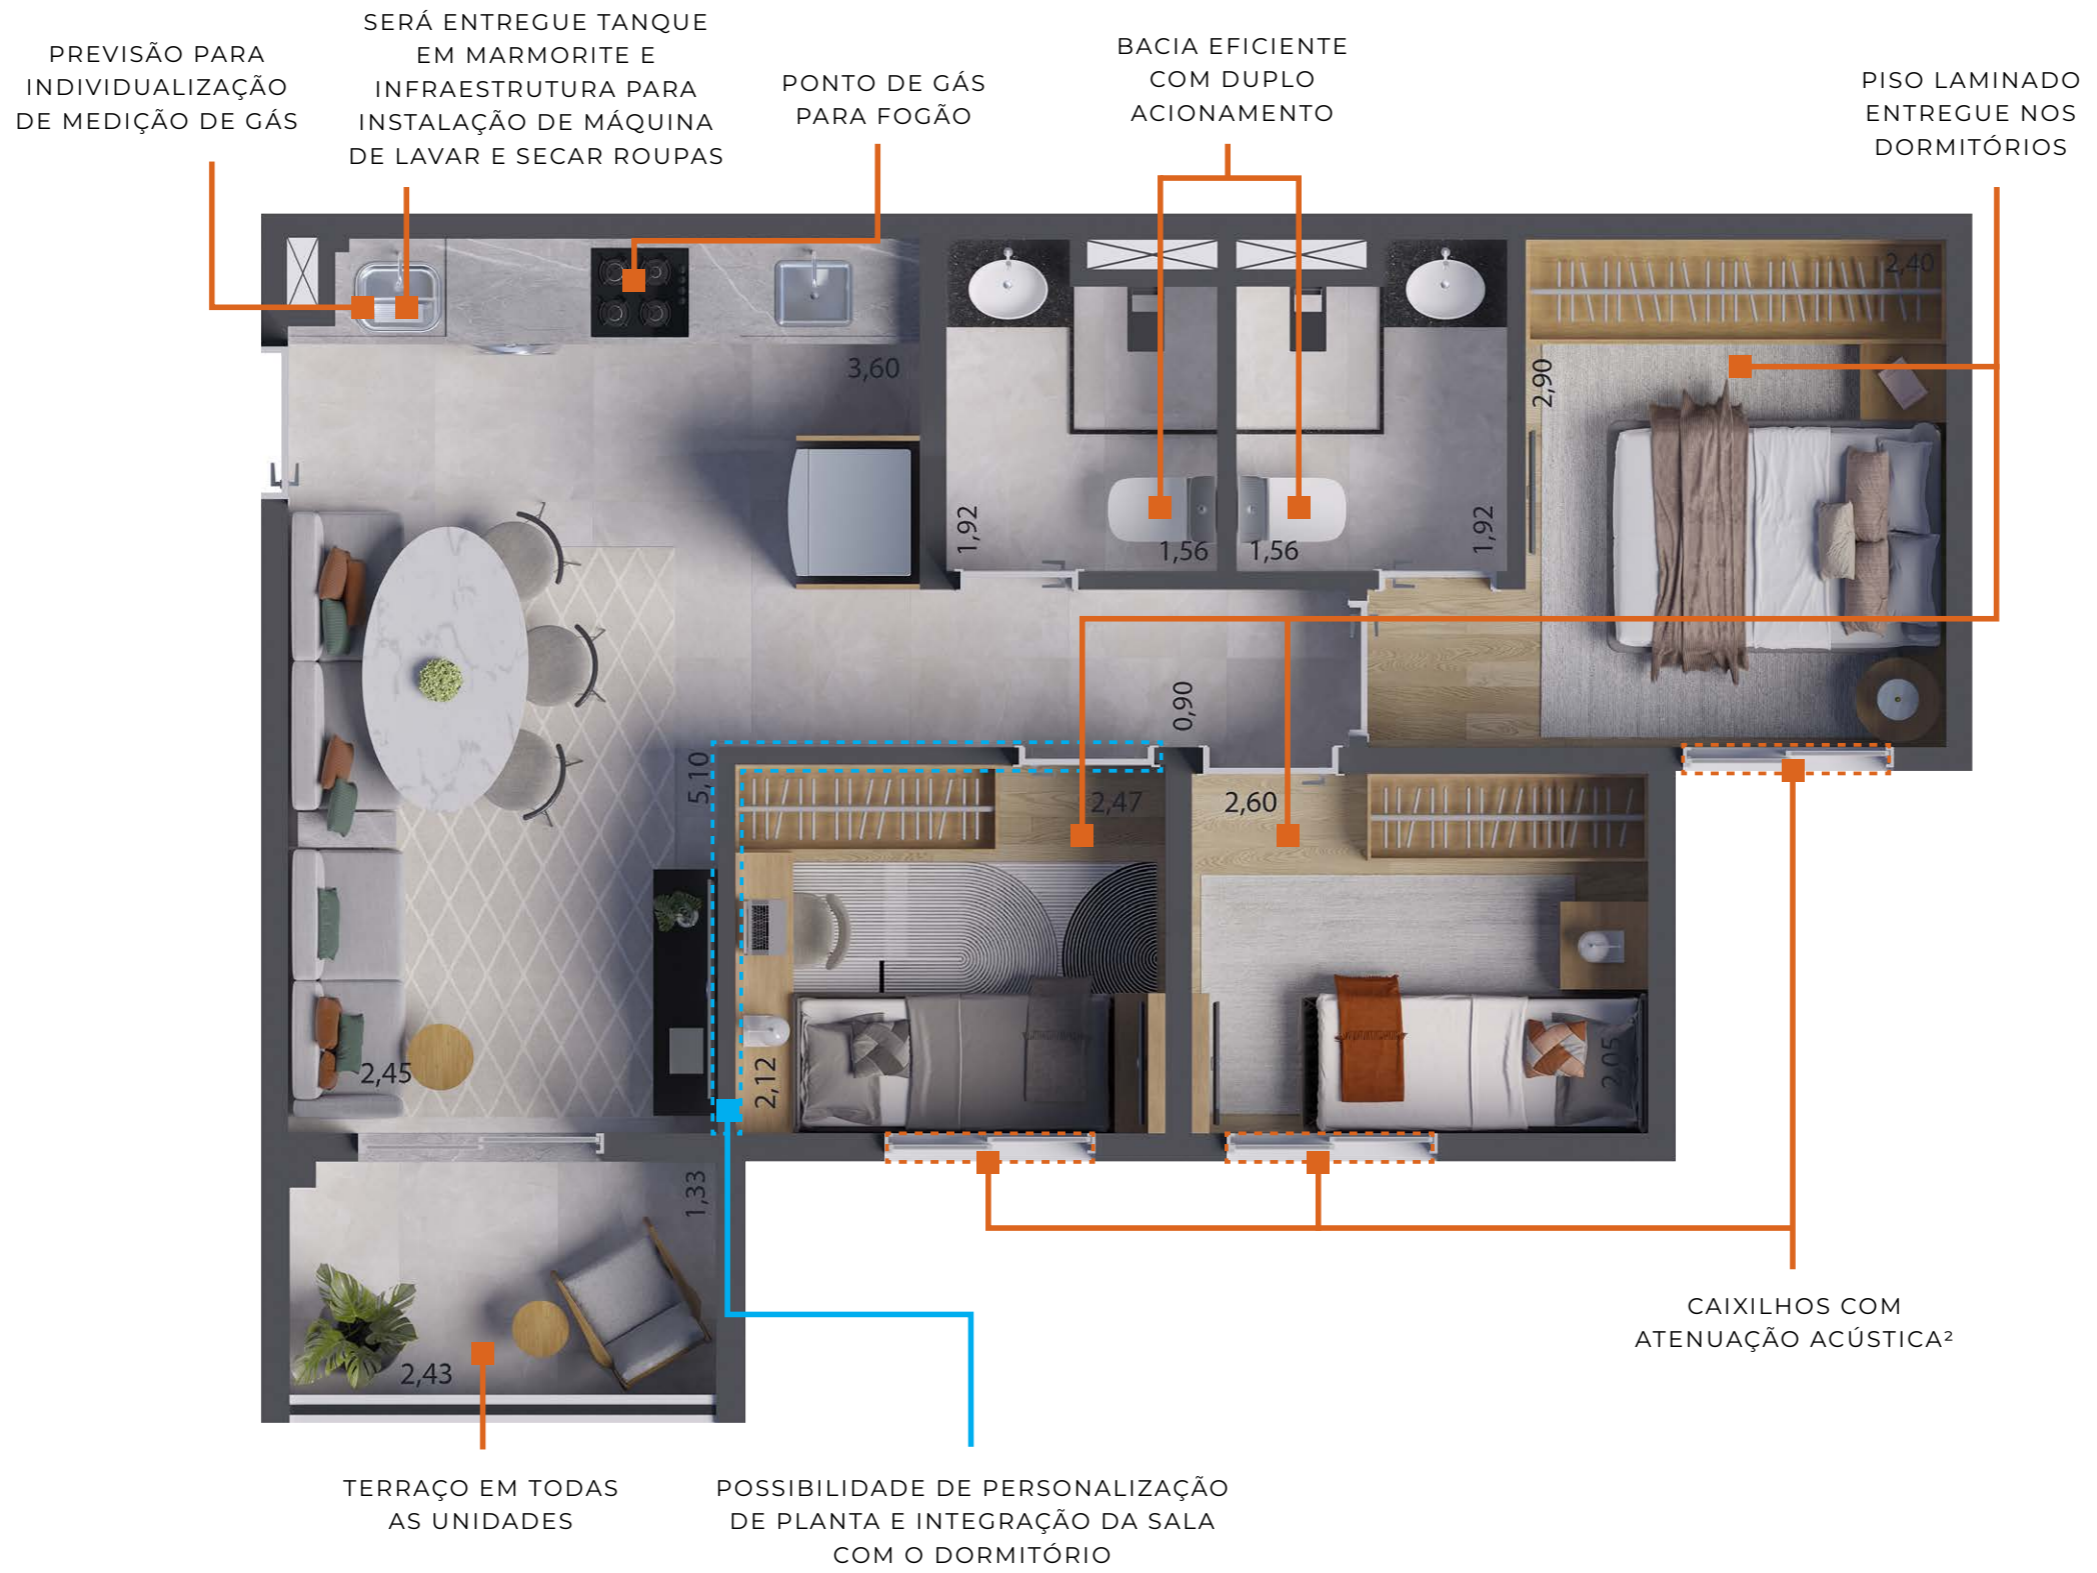 PREVISÃO PARA
INDIVIDUALIZAÇÃO
DE MEDIÇÃO DE GÁS
SERÁ ENTREGUE TANQUE
EM MARMORITE E
INFRAESTRUTURA PARA
INSTALAÇÃO DE MÁQUINA
DE LAVAR E SECAR ROUPAS
PONTO DE GÁS
PARA FOGÃO
BACIA EFICIENTE
COM DUPLO
ACIONAMENTO
PISO LAMINADO
ENTREGUE NOS
DORMITÓRIOS
2,40
3,60
2,90
1,92
1,56
1,56
1,92
0,90
5,10
2,47
2,60
2,45
2,12
2,05
1,33
2,43
CAIXILHOS COM
ATENUAÇÃO ACÚSTICA²
TERRAÇO EM TODAS
AS UNIDADES
POSSIBILIDADE DE PERSONALIZAÇÃO
DE PLANTA E INTEGRAÇÃO DA SALA
COM O DORMITÓRIO